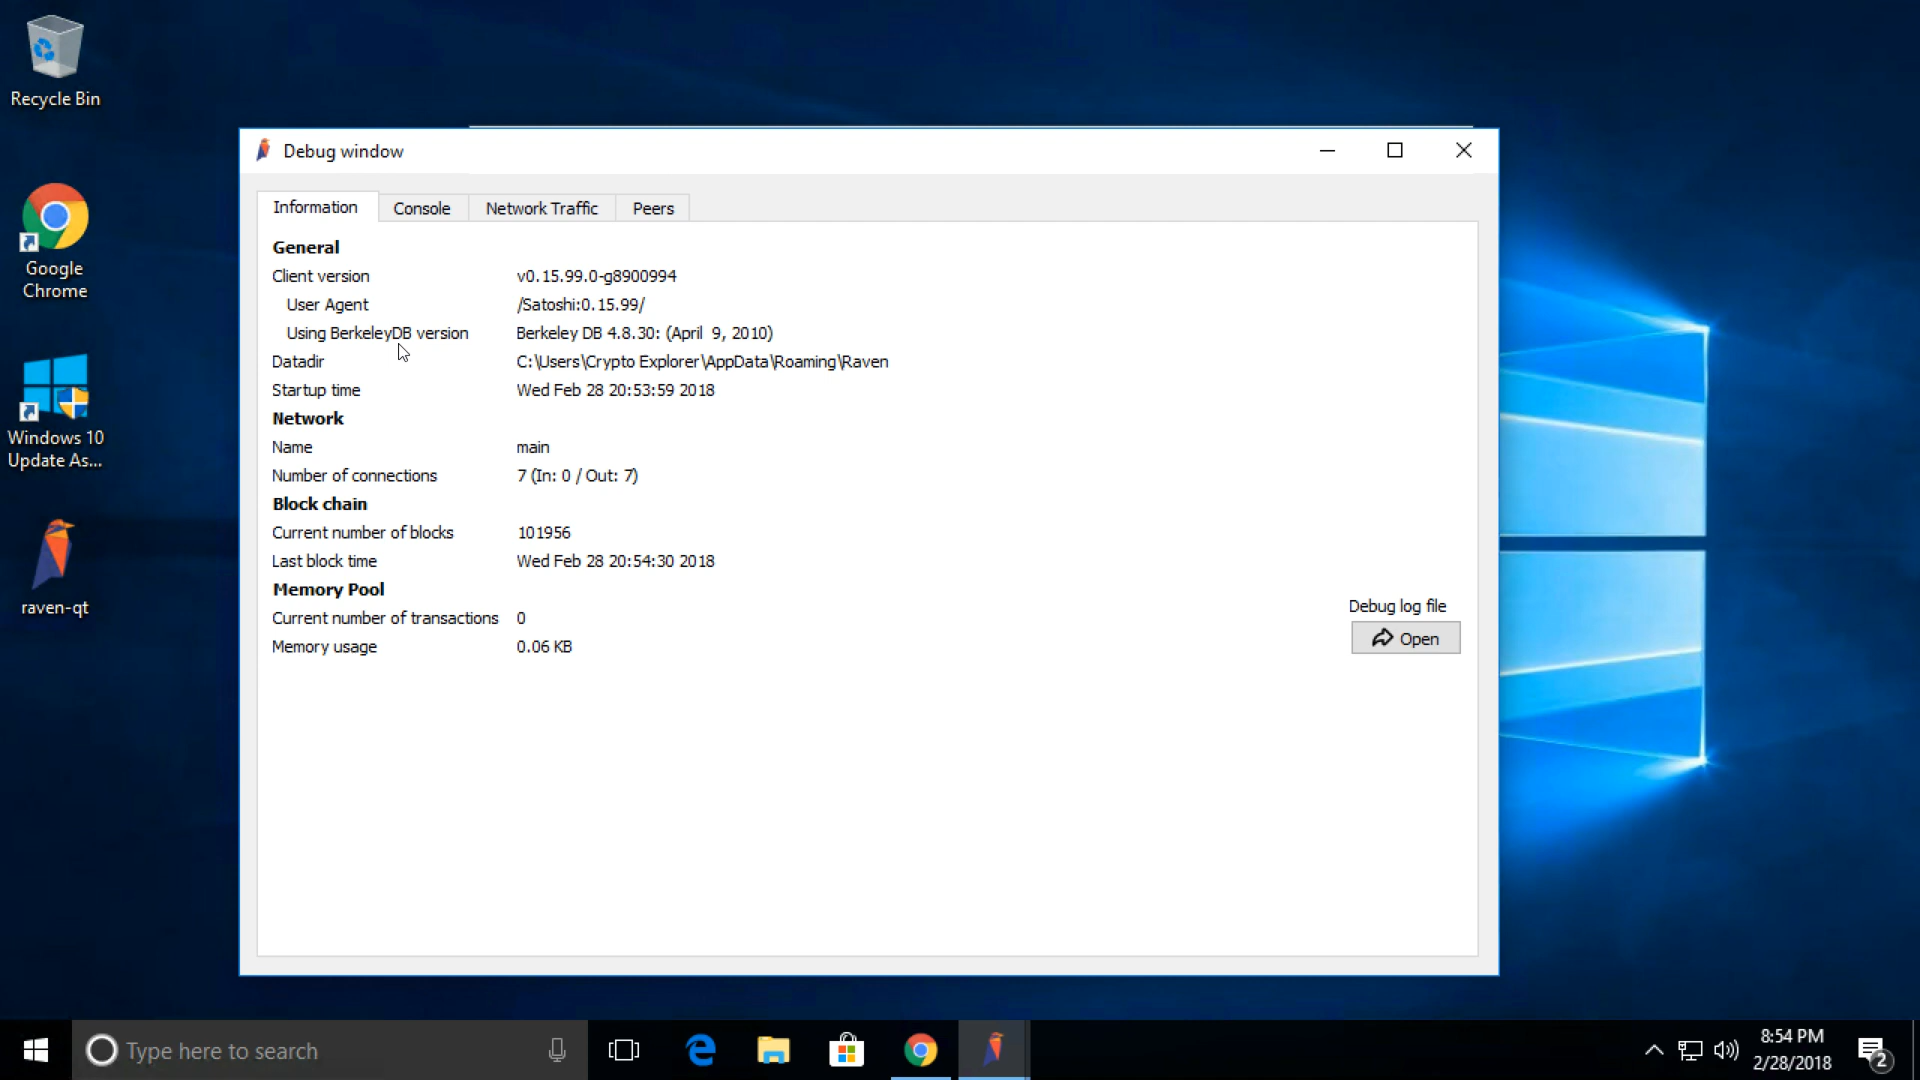 Recycle Bin
Google
Chrome
Windows 10
Update As...
raven-qt
Debug window
Information
Console
Network Traffic
Peers
General
Client version v0.15.99.0-g8900994
User Agent /Satoshi:0.15.99/
Using BerkeleyDB version Berkeley DB 4.8.30: (April  9, 2010)
Datadir C:\Users\Crypto Explorer\AppData\Roaming\Raven
Startup time Wed Feb 28 20:53:59 2018
Network
Name main
Number of connections 7 (In: 0 / Out: 7)
Block chain
Current number of blocks 101956
Last block time Wed Feb 28 20:54:30 2018
Memory Pool
Current number of transactions 0
Memory usage 0.06 KB
Debug log file
Open
Type here to search
8:54 PM
2/28/2018
2